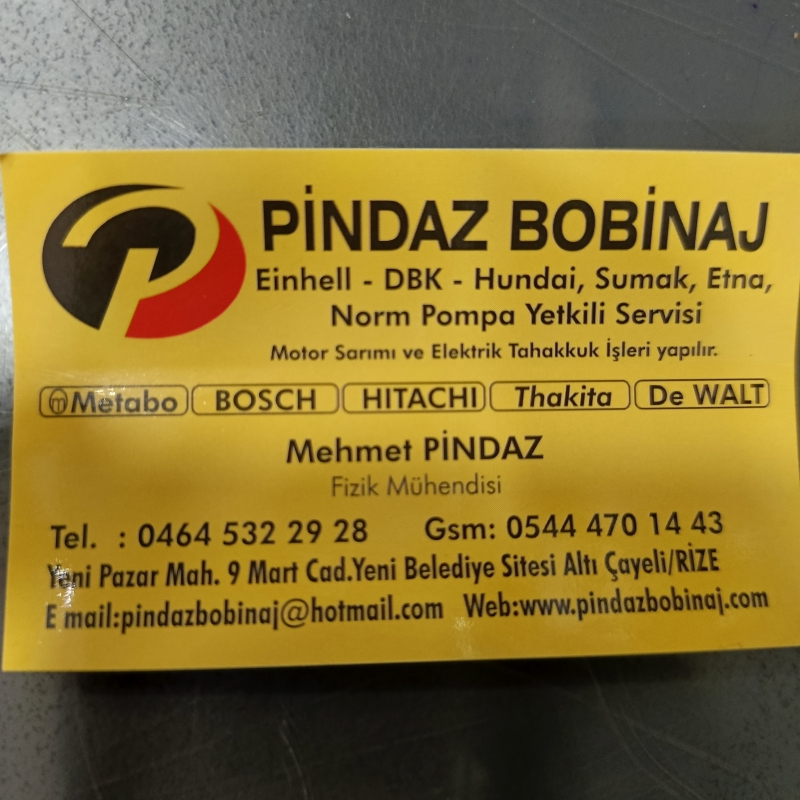 PİNDAZ BOBİNAJ
Einhell - DBK - Hundai, Sumak, Etna,
Norm Pompa Yetkili Servisi
Motor Sarımı ve Elektrik Tahakkuk İşleri yapılır.
Metabo BOSCH HITACHI Thakita De WALT
Mehmet PİNDAZ
Fizik Mühendisi
Tel. : 0464 532 29 28 Gsm: 0544 470 14 43
Yeni Pazar Mah. 9 Mart Cad.Yeni Belediye Sitesi Altı Çayeli/RİZE
E mail:pindazbobinaj@hotmail.com Web:www.pindazbobinaj.com